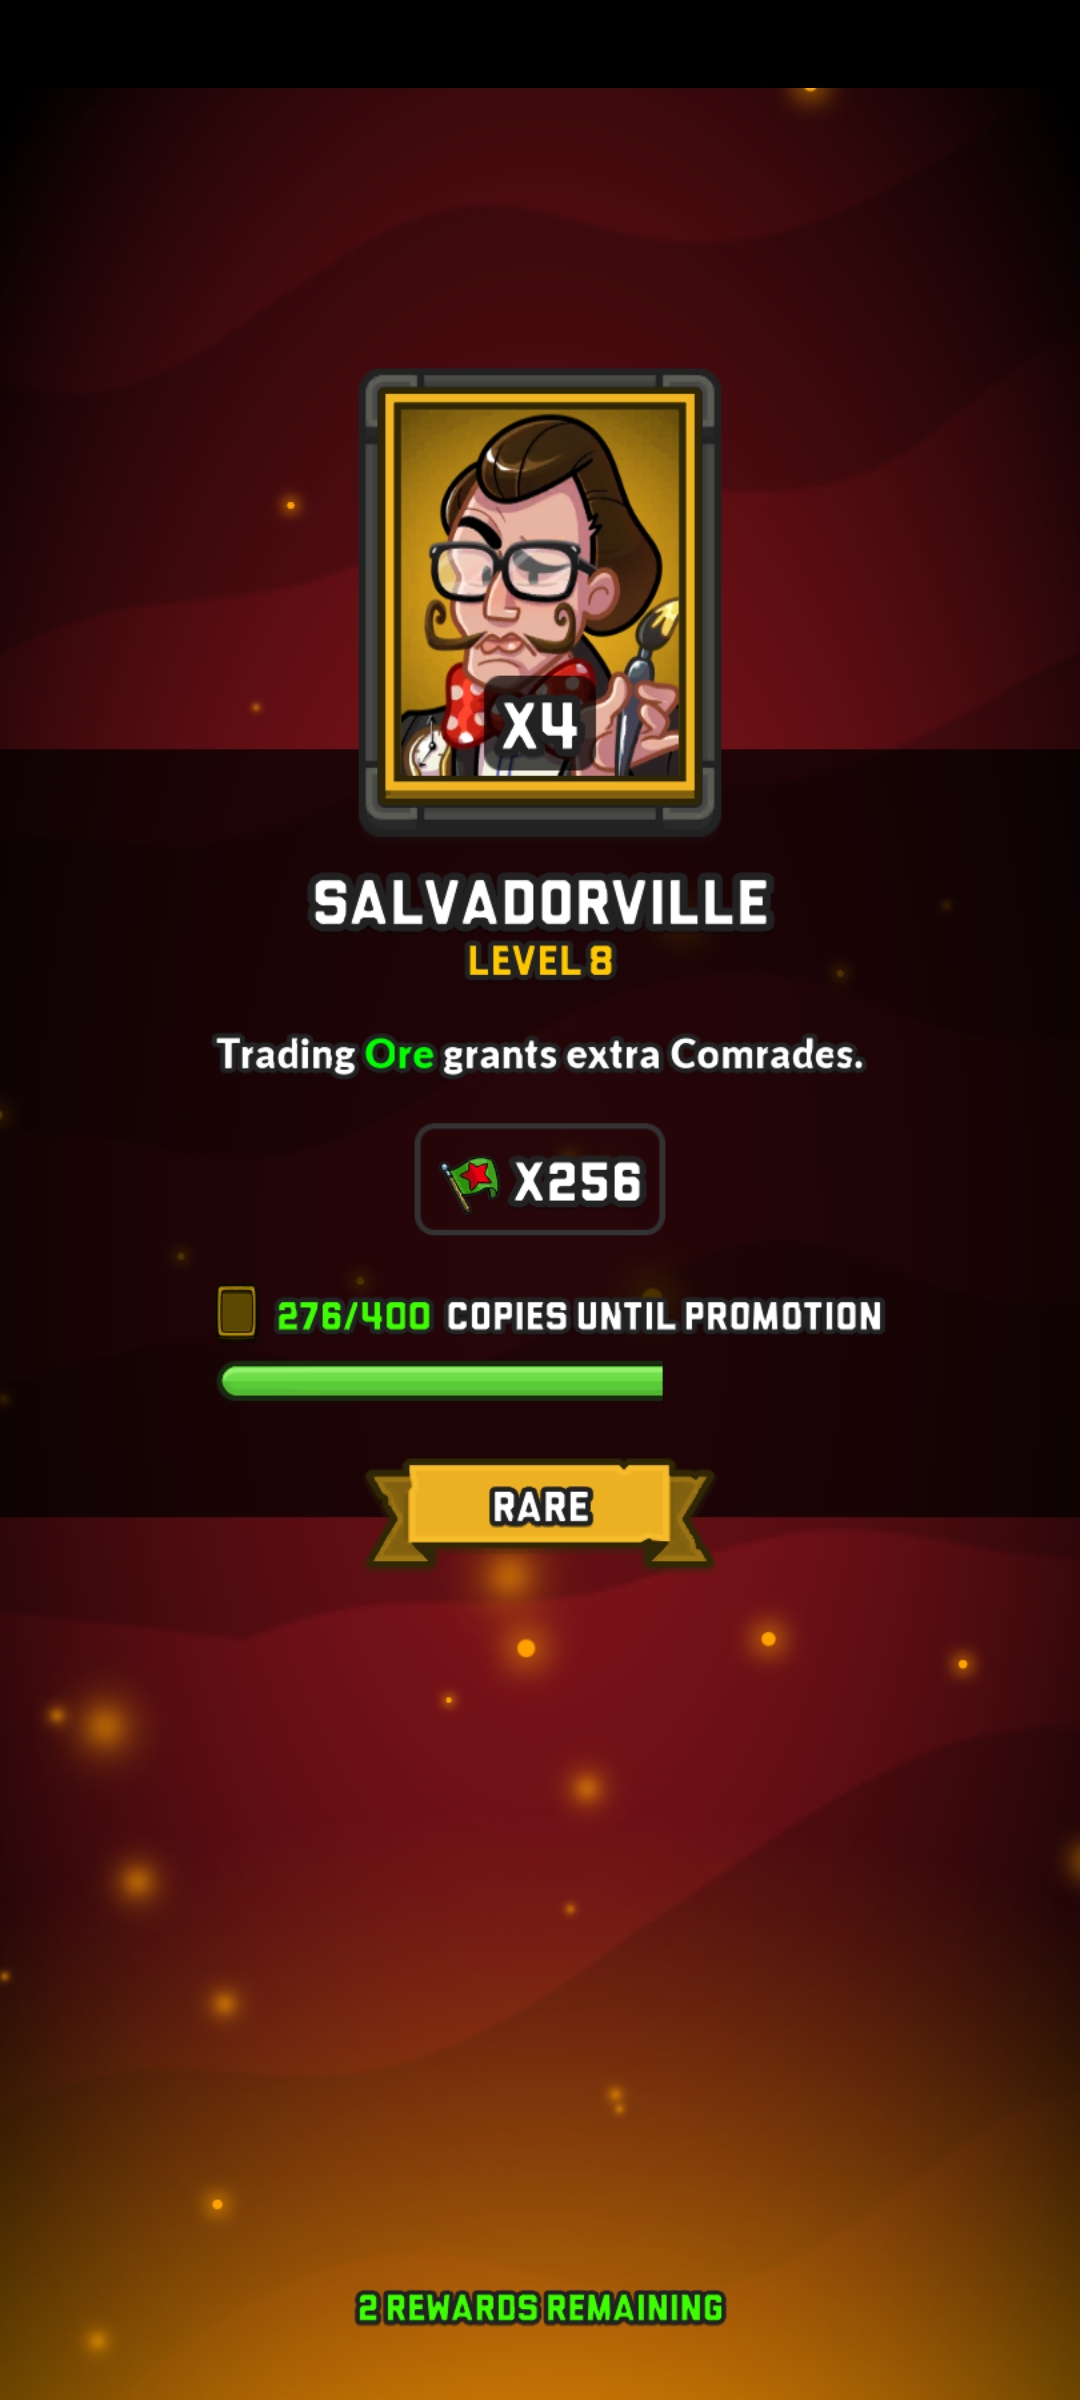 X4
SALVADORVILLE
LEVEL 8
Trading Ore grants extra Comrades.
X256
276/400 COPIES UNTIL PROMOTION
RARE
2 REWARDS REMAINING